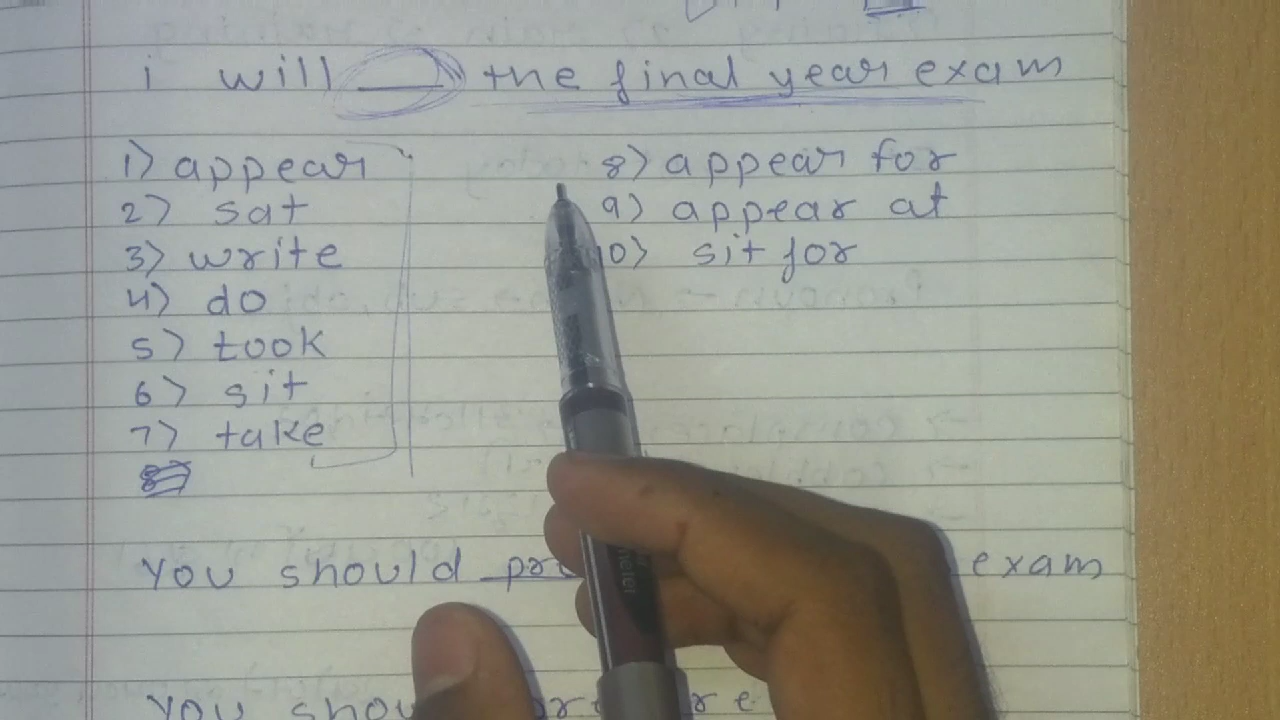 i will ___ the final year exam
1) appear
2) sat
3) write
4) do
5) took
6) sit
7) take
8) appear for
9) appear at
10) sit for
You should exam
You